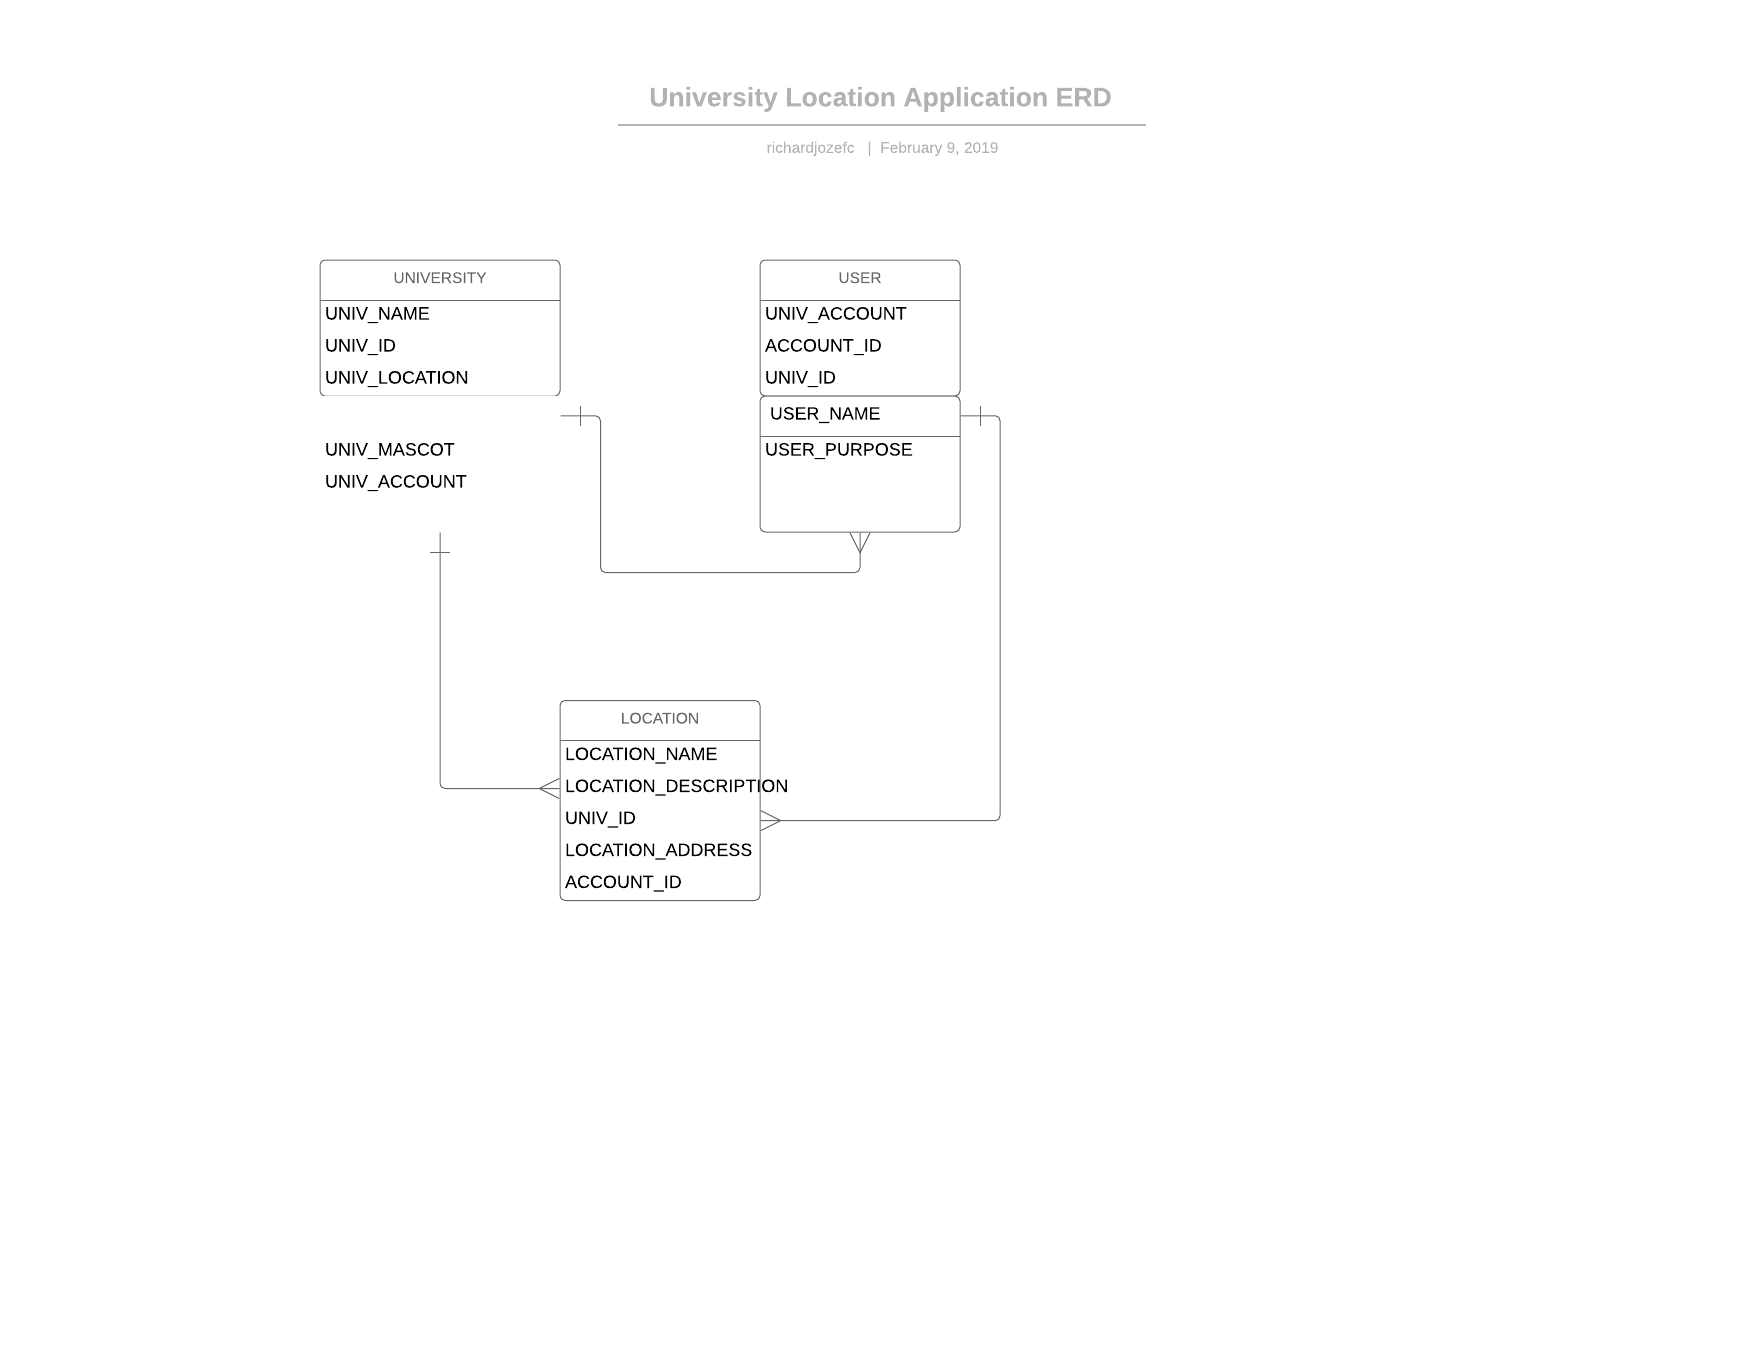 University Location Application ERD
richardjozefc | February 9, 2019
UNIVERSITY
UNIV_NAME
UNIV_ID
UNIV_LOCATION
UNIV_MASCOT
UNIV_ACCOUNT
USER
UNIV_ACCOUNT
ACCOUNT_ID
UNIV_ID
USER_NAME
USER_PURPOSE
LOCATION
LOCATION_NAME
LOCATION_DESCRIPTION
UNIV_ID
LOCATION_ADDRESS
ACCOUNT_ID